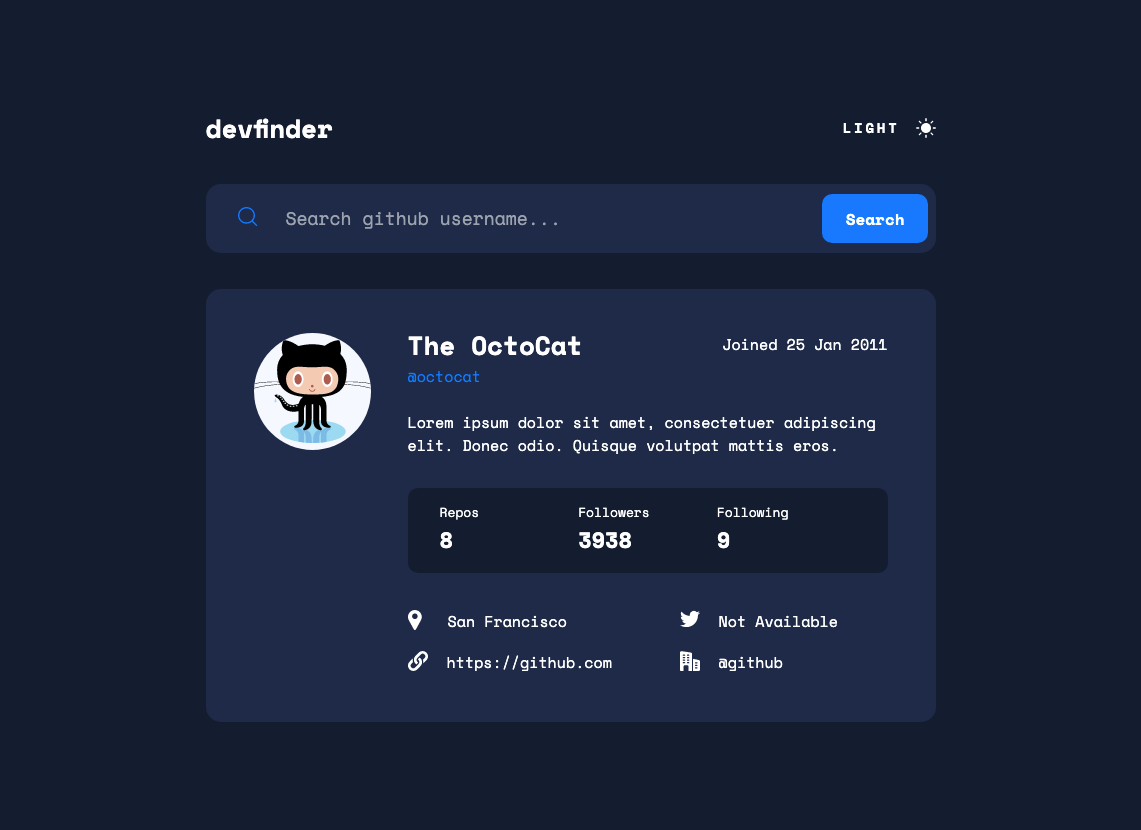 devfinder
LIGHT
Search github username...
Search
The OctoCat
Joined 25 Jan 2011
@octocat
Lorem ipsum dolor sit amet, consectetuer adipiscing
elit. Donec odio. Quisque volutpat mattis eros.
Repos
Followers
Following
8
3938
9
San Francisco
Not Available
https://github.com
@github